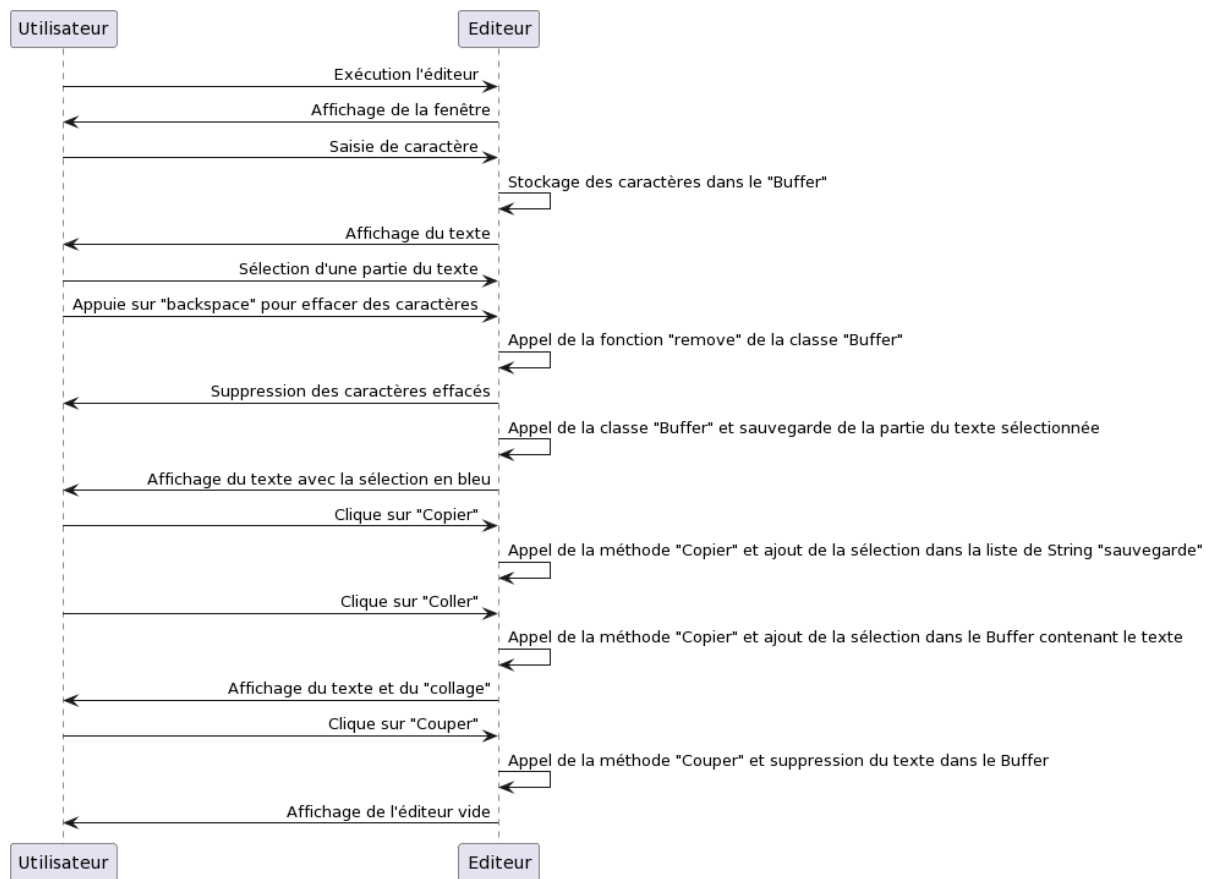 Utilisateur Editeur
Exécution l'éditeur
Affichage de la fenêtre
Saisie de caractère
Stockage des caractères dans le "Buffer"
Affichage du texte
Sélection d'une partie du texte
Appuie sur "backspace" pour effacer des caractères
Appel de la fonction "remove" de la classe "Buffer"
Suppression des caractères effacés
Appel de la classe "Buffer" et sauvegarde de la partie du texte sélectionnée
Affichage du texte avec la sélection en bleu
Clique sur "Copier"
Appel de la méthode "Copier" et ajout de la sélection dans la liste de String "sauvegarde"
Clique sur "Coller"
Appel de la méthode "Copier" et ajout de la sélection dans le Buffer contenant le texte
Affichage du texte et du "collage"
Clique sur "Couper"
Appel de la méthode "Couper" et suppression du texte dans le Buffer
Affichage de l'éditeur vide
Utilisateur Editeur